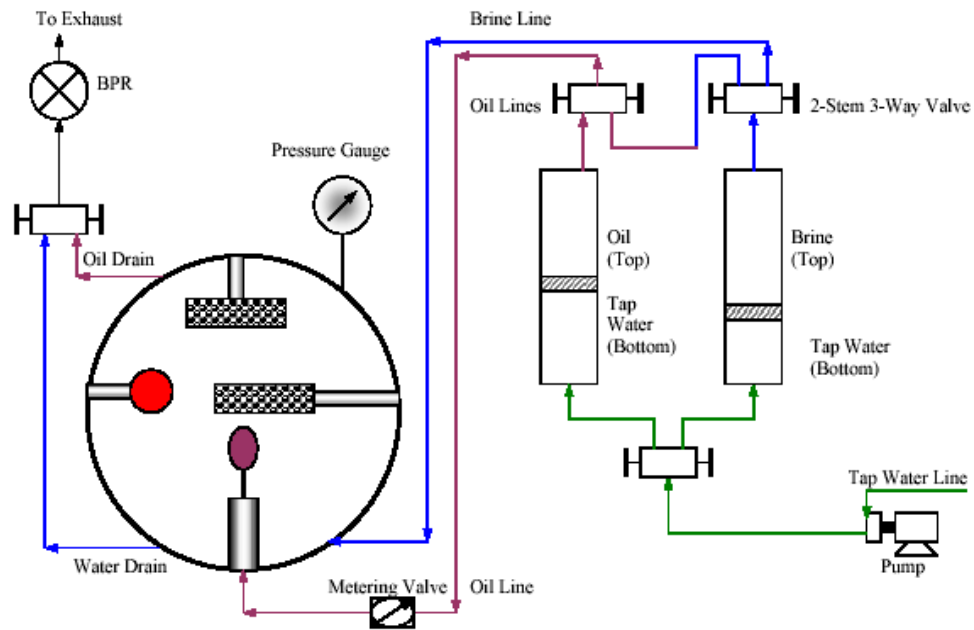 To Exhaust
BPR
Brine Line
Oil Lines
2-Stem 3-Way Valve
Pressure Gauge
Oil Drain
Oil
(Top)
Tap
Water
(Bottom)
Brine
(Top)
Tap Water
(Bottom)
Tap Water Line
Pump
Water Drain
Metering Valve
Oil Line